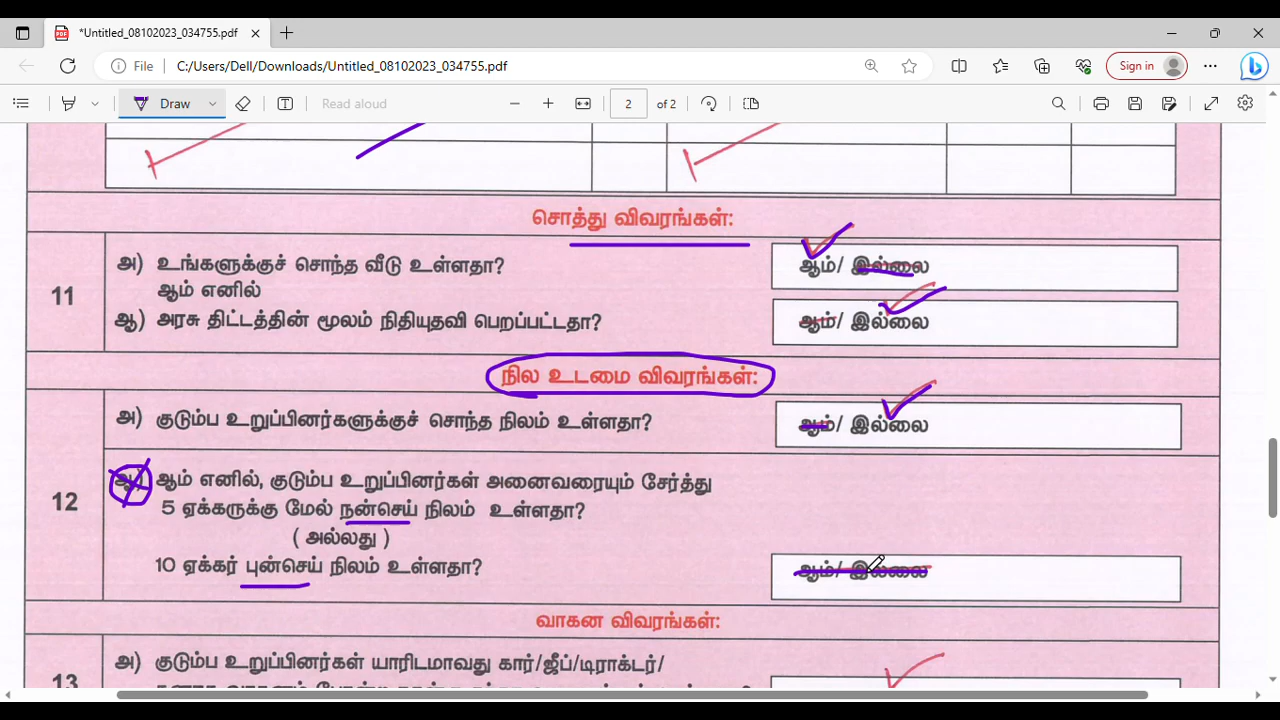 *Untitled_08102023_034755.pdf
File C:/Users/Dell/Downloads/Untitled_08102023_034755.pdf Sign in
Draw Read aloud 2 of 2
சொத்து விவரங்கள்:
11
அ) உங்களுக்குச் சொந்த வீடு உள்ளதா? ஆம்/ இல்லை
ஆம் எனில்
ஆ) அரசு திட்டத்தின் மூலம் நிதியுதவி பெறப்பட்டதா? ஆம்/ இல்லை
நில உடமை விவரங்கள்:
அ) குடும்ப உறுப்பினர்களுக்குச் சொந்த நிலம் உள்ளதா? ஆம்/ இல்லை
12
ஆ) ஆம் எனில், குடும்ப உறுப்பினர்கள் அனைவரையும் சேர்த்து
5 ஏக்கருக்கு மேல் நன்செய் நிலம் உள்ளதா?
( அல்லது )
10 ஏக்கர் புன்செய் நிலம் உள்ளதா? ஆம்/ இல்லை
வாகன விவரங்கள்:
13 அ) குடும்ப உறுப்பினர்கள் யாரிடமாவது கார்/ஜீப்/டிராக்டர்/